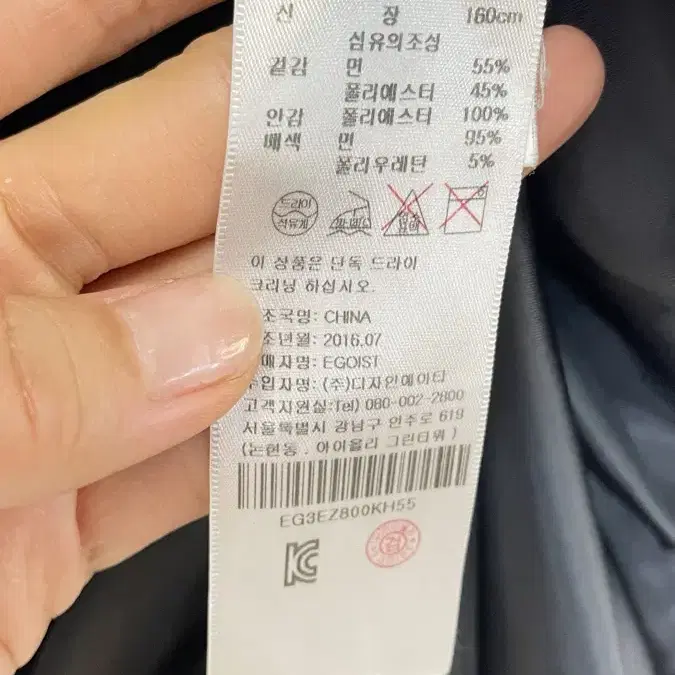 신 장 160cm
섬유의조성
겉감 면 55%
폴리에스터 45%
안감 폴리에스터 100%
배색 면 95%
폴리우레탄 5%
드라이
석유계
이 상품은 단독 드라이
크리닝 하십시오.
조국명: CHINA
조년월: 2016.07
매자명: EGOIST
수입자명: (주)디자인에이티
고객지원실:Tel) 080-002-2800
서울특별시 강남구 언주로 619
(논현동 . 아이올리 그린타워 )
EG3EZ800KH55
검